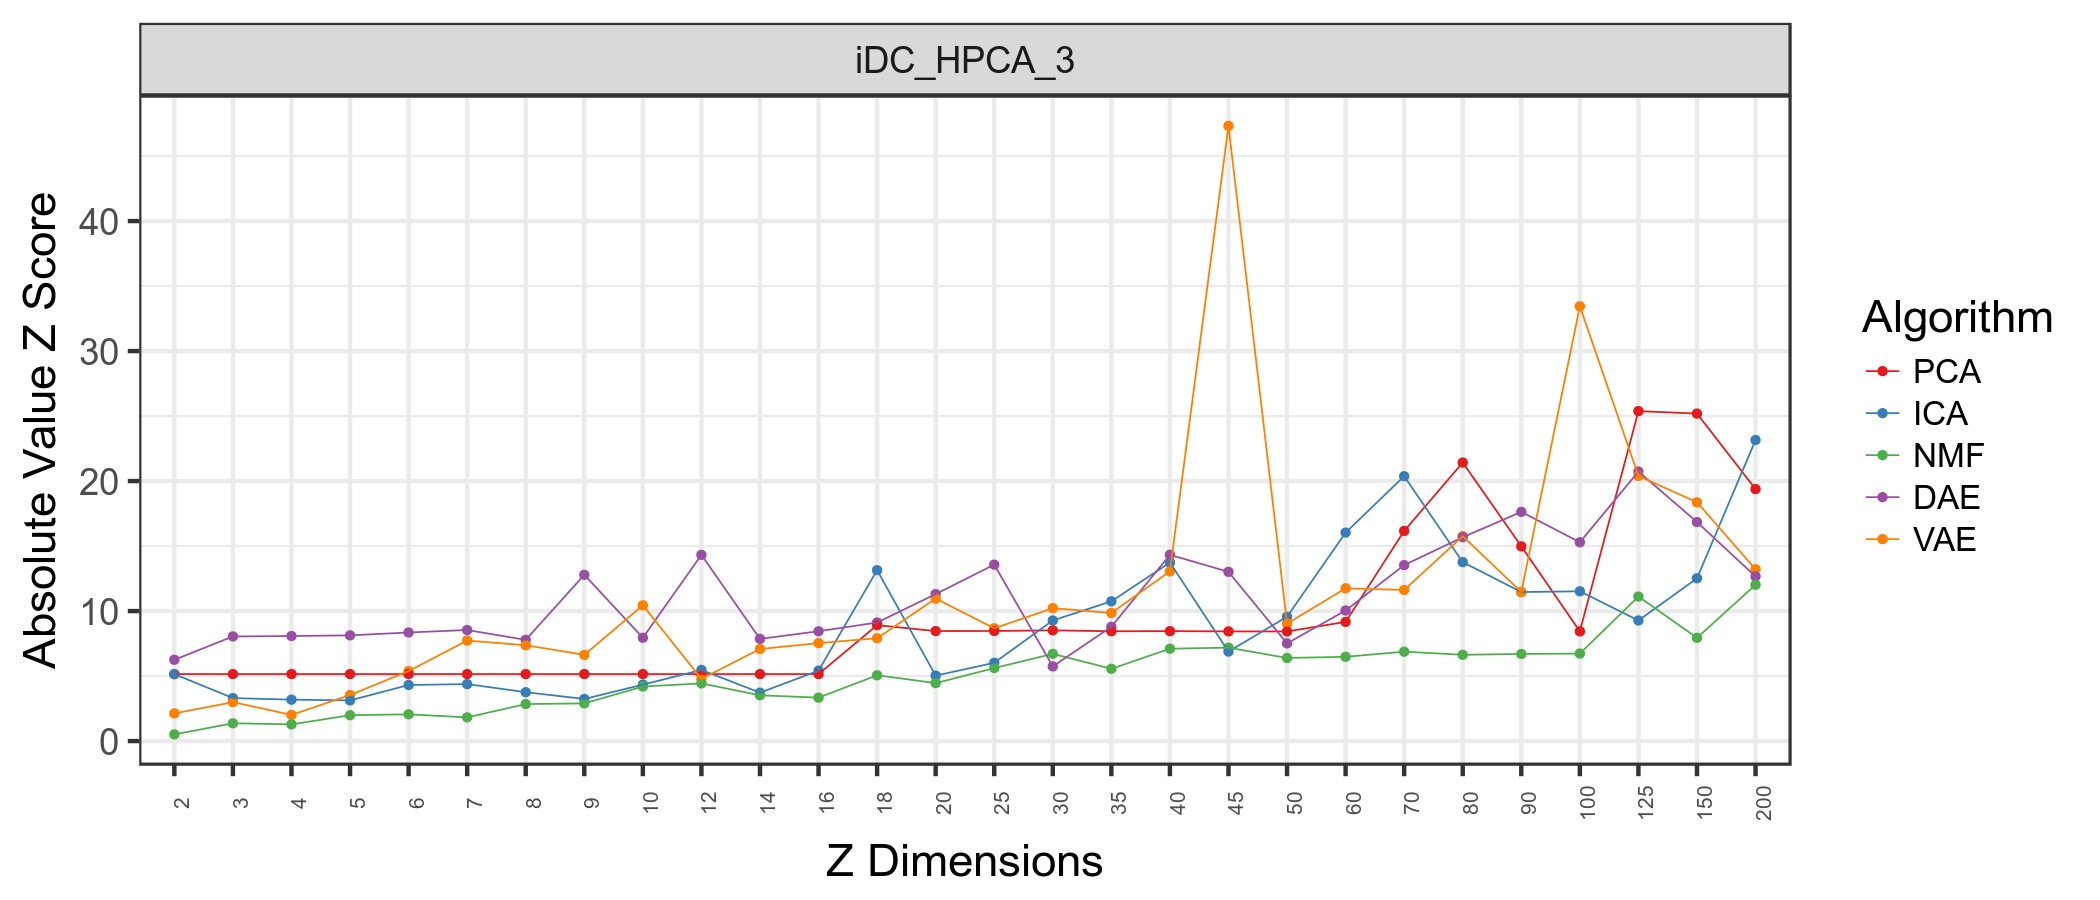 iDC_HPCA_3
Absolute Value Z Score
40
30
20
10
0
2 3 4 5 6 7 8 9 10 12 14 16 18 20 25 30 35 40 45 50 60 70 80 90 100 125 150 200
Z Dimensions
Algorithm
PCA
ICA
NMF
DAE
VAE